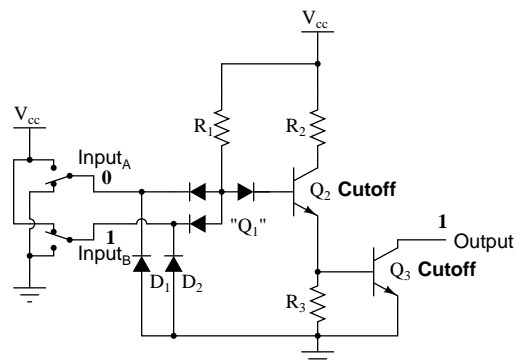 Vcc
Vcc
R1
R2
InputA
0
1
InputB
"Q1"
Q2 Cutoff
1
Output
D1
D2
R3
Q3 Cutoff